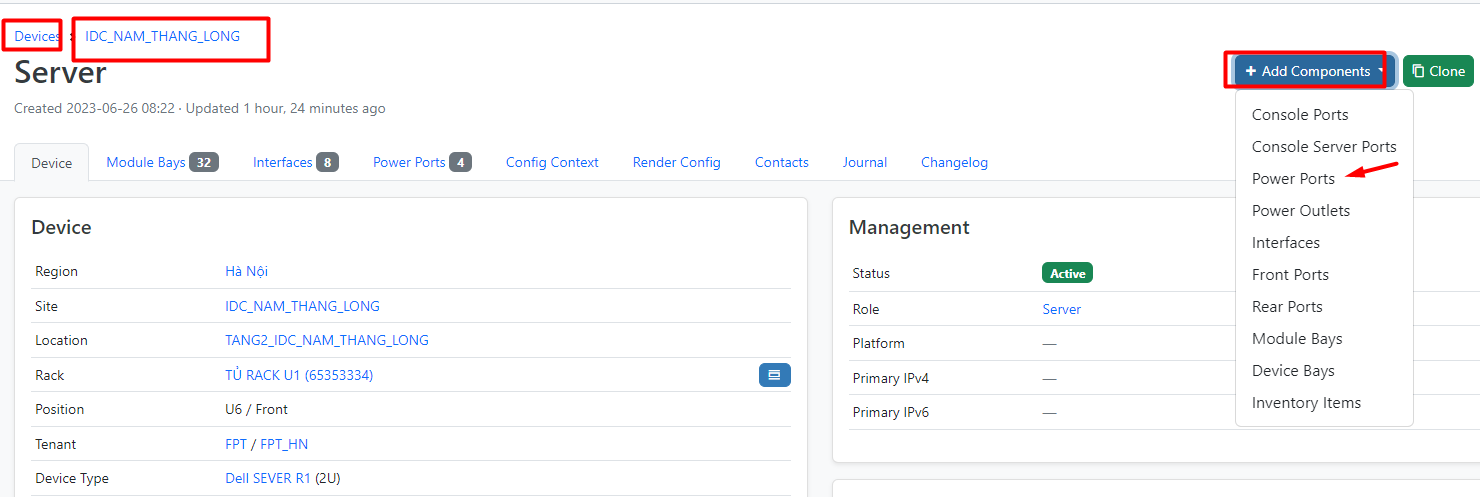 Devices > IDC_NAM_THANG_LONG
Server
Created 2023-06-26 08:22 · Updated 1 hour, 24 minutes ago
+ Add Components
Clone
Console Ports
Console Server Ports
Power Ports
Power Outlets
Interfaces
Front Ports
Rear Ports
Module Bays
Device Bays
Inventory Items
Device
Module Bays 32
Interfaces 8
Power Ports 4
Config Context
Render Config
Contacts
Journal
Changelog
Device
Region Hà Nội
Site IDC_NAM_THANG_LONG
Location TANG2_IDC_NAM_THANG_LONG
Rack TỦ RACK U1 (65353334)
Position U6 / Front
Tenant FPT / FPT_HN
Device Type Dell SEVER R1 (2U)
Management
Status Active
Role Server
Platform —
Primary IPv4 —
Primary IPv6 —